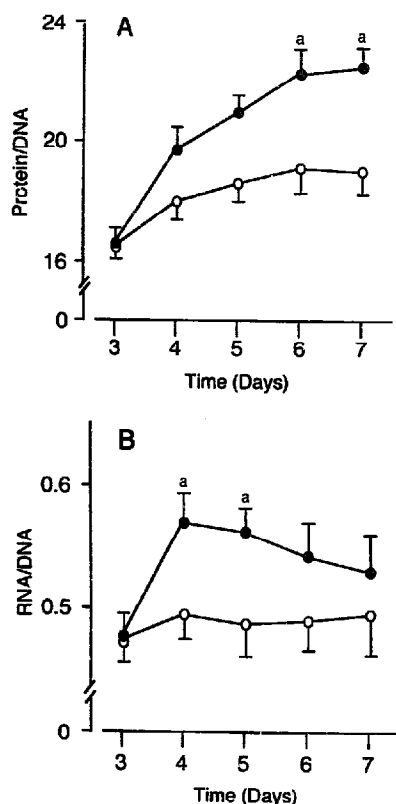 A
24
20
16
0
Protein/DNA
a a
3 4 5 6 7
Time (Days)
B
0.6
0.5
0
RNA/DNA
a a
3 4 5 6 7
Time (Days)